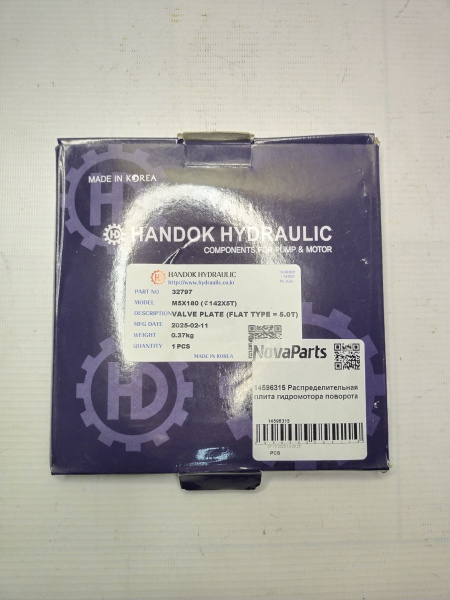 MADE IN KOREA
HD HANDOK HYDRAULIC
COMPONENTS FOR PUMP & MOTOR
HANDOK HYDRAULIC
http://www.hydraulic.co.kr
PART NO 32797
MODEL M5X180 (¢142X5T)
DESCRIPTION VALVE PLATE (FLAT TYPE = 5.0T)
MFG DATE 2025-02-11
WEIGHT 0.37kg
QUANTITY 1 PCS
MADE IN KOREA
NovaParts
14596315 Распределительная
плита гидромотора поворота
14596315
PCS